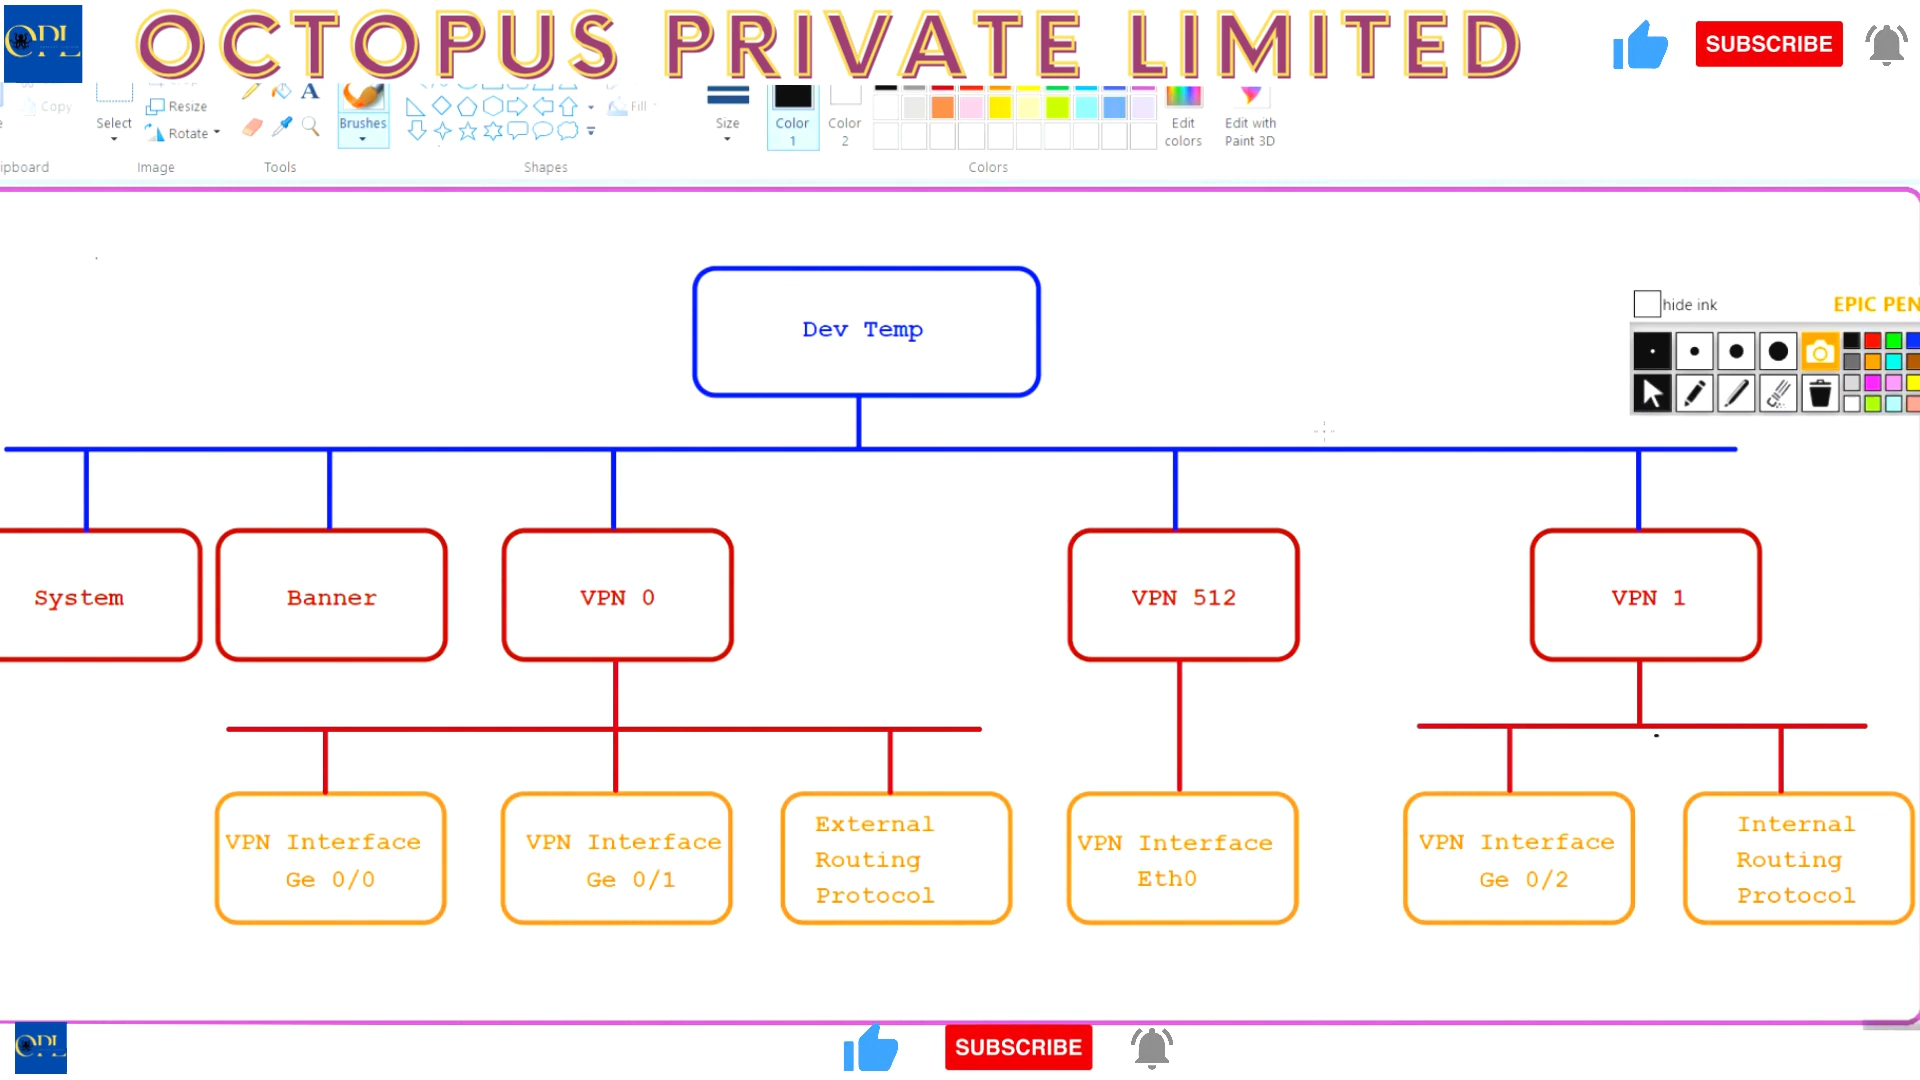 OPL
OCTOPUS PRIVATE LIMITED
SUBSCRIBE
Copy
Select
Resize
Rotate
A
Brushes
Fill
Size
Color
1
Color
2
Edit
colors
Edit with
Paint 3D
ipboard
Image
Tools
Shapes
Colors
hide ink
EPIC PEN
Dev Temp
System
Banner
VPN 0
VPN 512
VPN 1
VPN Interface
Ge 0/0
VPN Interface
Ge 0/1
External
Routing
Protocol
VPN Interface
Eth0
VPN Interface
Ge 0/2
Internal
Routing
Protocol
OPL
SUBSCRIBE